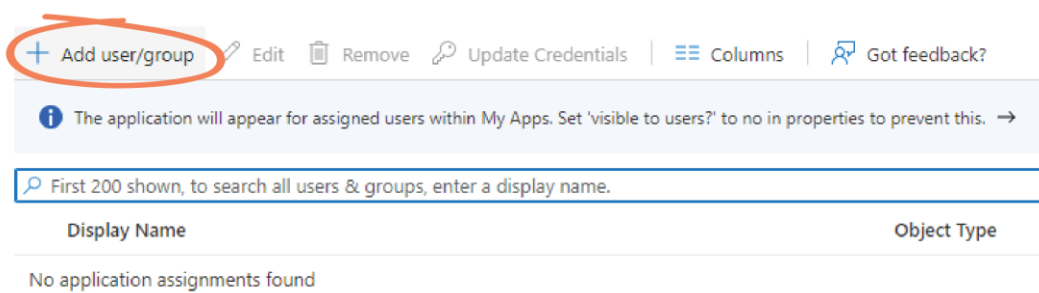 Add user/group Edit Remove Update Credentials Columns Got feedback?
The application will appear for assigned users within My Apps. Set 'visible to users?' to no in properties to prevent this. →
First 200 shown, to search all users & groups, enter a display name.
Display Name Object Type
No application assignments found